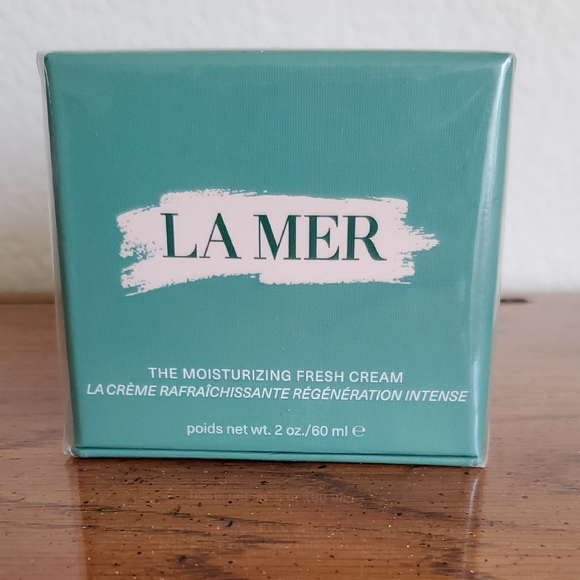 LA MER
THE MOISTURIZING FRESH CREAM
LA CRÈME RAFRAÎCHISSANTE RÉGÉNÉRATION INTENSE
poids net wt. 2 oz./60 ml ℮